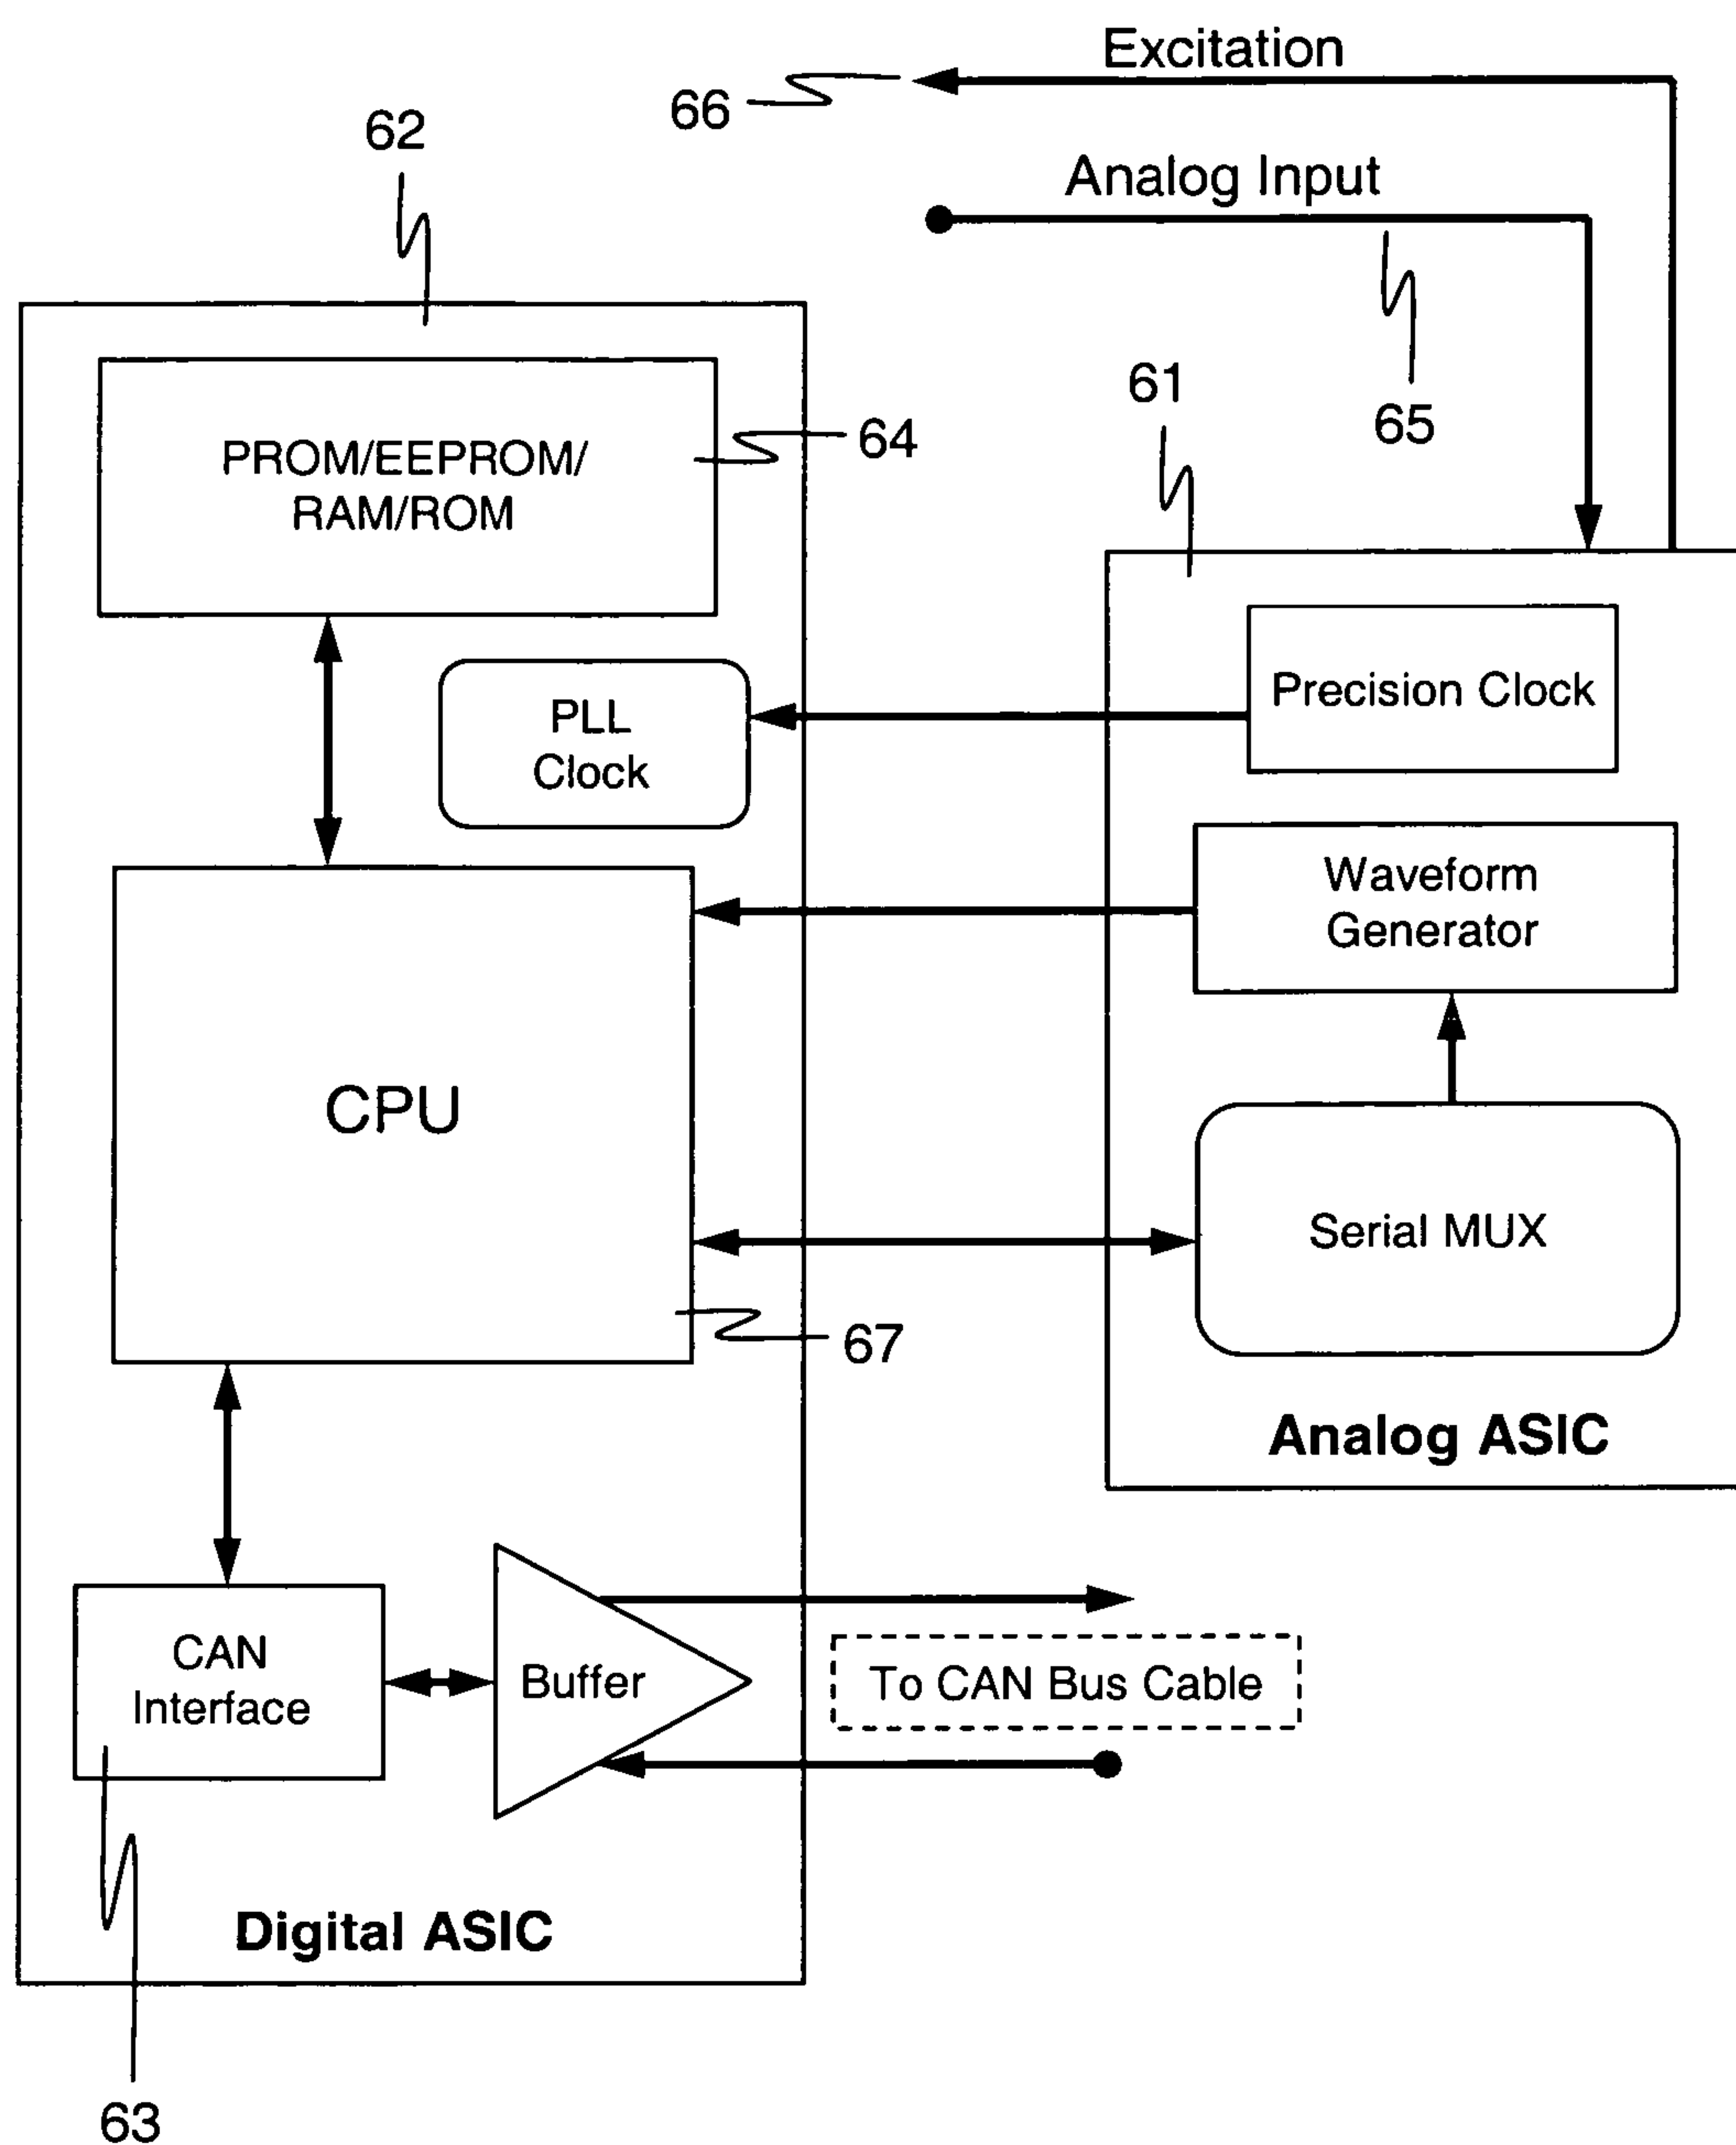 Excitation
66
62
Analog Input
61
65
64
PROM/EEPROM/
RAM/ROM
Precision Clock
PLL
Clock
Waveform
Generator
CPU
Serial MUX
67
Analog ASIC
CAN
Interface
Buffer
To CAN Bus Cable
Digital ASIC
63